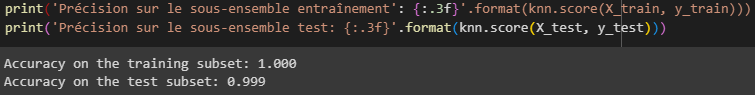 print('Précision sur le sous-ensemble entraînement': {:.3f}'.format(knn.score(X_train, y_train)))
print('Précision sur le sous-ensemble test: {:.3f}'.format(knn.score(X_test, y_test)))
Accuracy on the training subset: 1.000
Accuracy on the test subset: 0.999